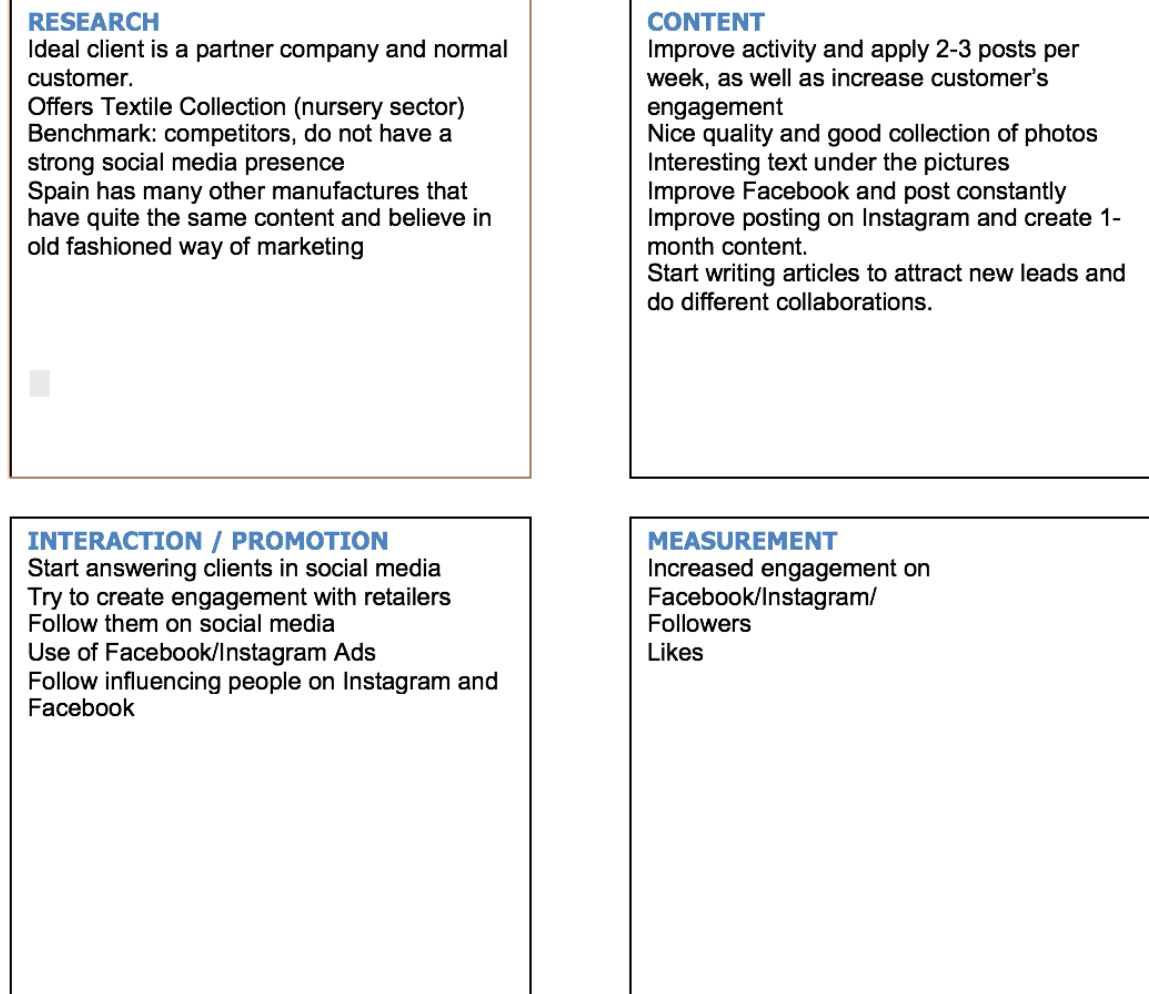 RESEARCH
Ideal client is a partner company and normal
customer.
Offers Textile Collection (nursery sector)
Benchmark: competitors, do not have a
strong social media presence
Spain has many other manufactures that
have quite the same content and believe in
old fashioned way of marketing
CONTENT
Improve activity and apply 2-3 posts per
week, as well as increase customer’s
engagement
Nice quality and good collection of photos
Interesting text under the pictures
Improve Facebook and post constantly
Improve posting on Instagram and create 1-
month content.
Start writing articles to attract new leads and
do different collaborations.
INTERACTION / PROMOTION
Start answering clients in social media
Try to create engagement with retailers
Follow them on social media
Use of Facebook/Instagram Ads
Follow influencing people on Instagram and
Facebook
MEASUREMENT
Increased engagement on
Facebook/Instagram/
Followers
Likes